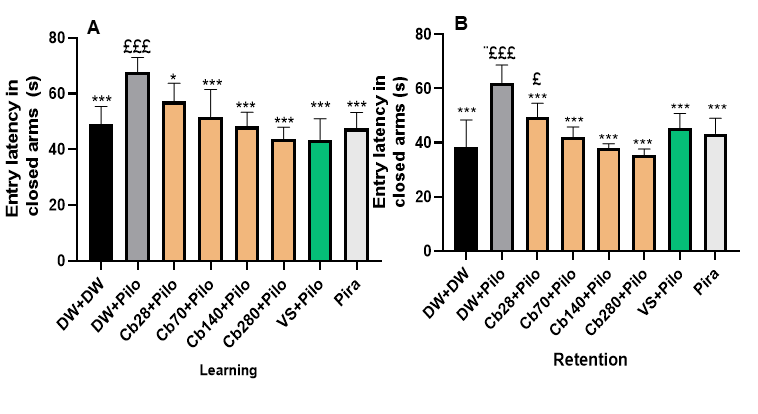 A
Entry latency in
closed arms (s)
80
60
40
20
0
***
£££
*
***
***
***
***
***
DW+DW
DW+Pilo
Cb28+Pilo
Cb70+Pilo
Cb140+Pilo
Cb280+Pilo
VS+Pilo
Pira
Learning
B
Entry latency in
closed arms (s)
80
60
40
20
0
***
¨£££
£
***
***
***
***
***
***
DW+DW
DW+Pilo
Cb28+Pilo
Cb70+Pilo
Cb140+Pilo
Cb280+Pilo
VS+Pilo
Pira
Retention